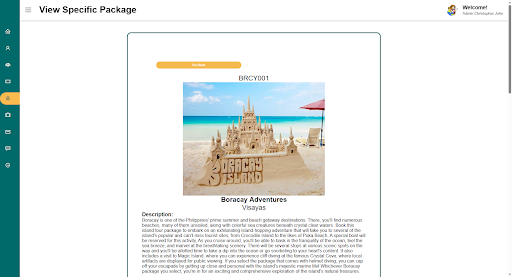 View Specific Package
Welcome!
BRCY001
BORACAY
ISLAND
Boracay Adventures
Visayas
Description:
Boracay is one of the Philippines' prime summer and beach getaway destinations. There, you'll find numerous
beaches, many of them unrivaled, along with colorful sea creatures beneath crystal clear waters. Book this
island tour package to embark on an exhilarating island hopping adventure that will take you to several of the
island's popular and can't-miss tourist sites, from Crocodile Island to the likes of Puka Beach. A special boat will
be reserved for this activity. As you cruise around, you'll be able to bask in the tranquility of the ocean, feel the
sea breeze, and marvel at the breathtaking scenery. There will be several stops at various scenic spots on the
way and you'll be allotted time to take a dip into the ocean or go snorkeling to your heart's content. It also
includes a visit to Magic Island, where you can experience cliff diving at the famous Crystal Cove, where local
artifacts are displayed for public viewing. If you select the package that comes with helmet diving, you can cap
off your escapade by getting up close and personal with the island's majestic marine life! Whichever Boracay
package you select, you're in for an exciting and comprehensive exploration of the island's natural treasures.